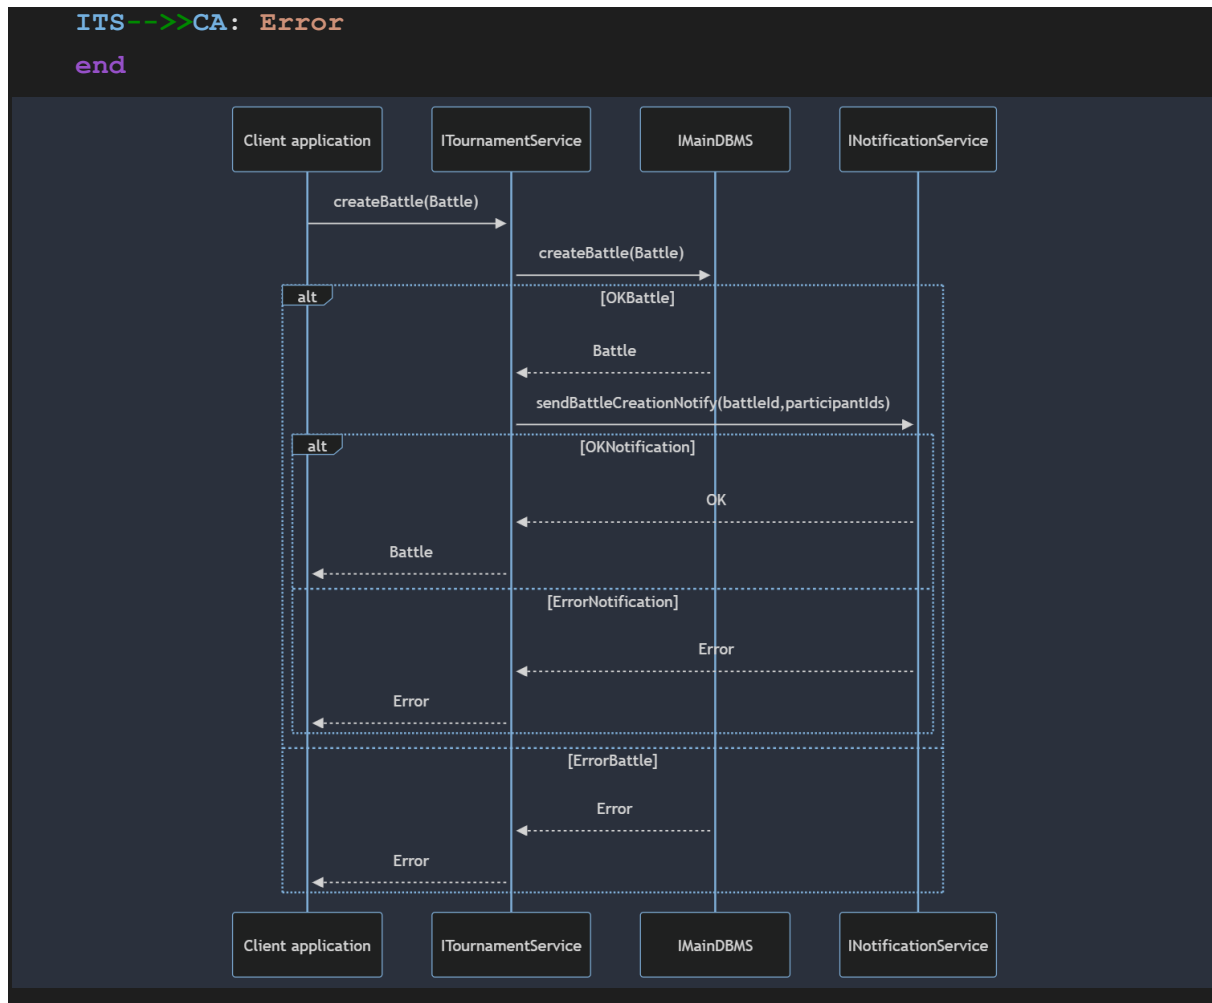 ITS-->>CA: Error
end
Client application
ITournamentService
IMainDBMS
INotificationService
createBattle(Battle)
createBattle(Battle)
alt
[OKBattle]
Battle
sendBattleCreationNotify(battleId,participantIds)
alt
[OKNotification]
OK
Battle
[ErrorNotification]
Error
Error
[ErrorBattle]
Error
Error
Client application
ITournamentService
IMainDBMS
INotificationService